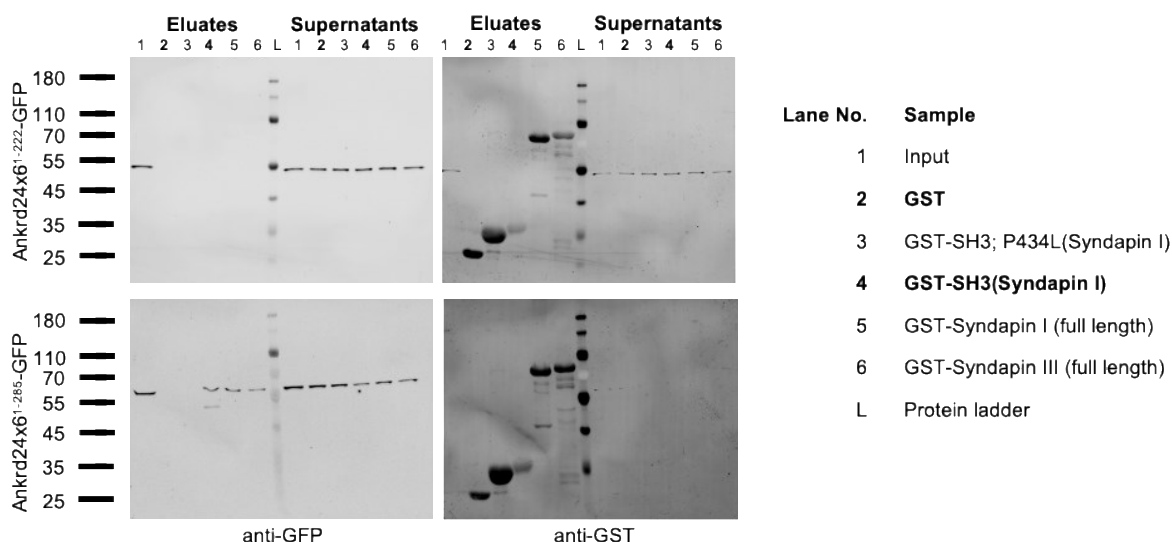 Eluates Supernatants Eluates Supernatants
1 2 3 4 5 6 L 1 2 3 4 5 6 1 2 3 4 5 6 L 1 2 3 4 5 6
Ankrd24x6¹⁻²²²-GFP
180
110
70
55
45
35
25
Ankrd24x6¹⁻²⁸⁵-GFP
180
110
70
55
45
35
25
anti-GFP anti-GST
Lane No. Sample
1 Input
2 GST
3 GST-SH3; P434L(Syndapin I)
4 GST-SH3(Syndapin I)
5 GST-Syndapin I (full length)
6 GST-Syndapin III (full length)
L Protein ladder